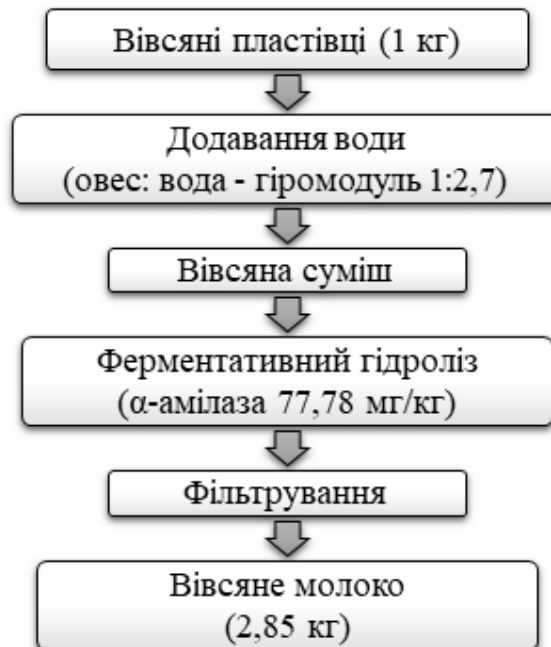 Вівсяні пластівці (1 кг)
Додавання води
(овес: вода - гіромодуль 1:2,7)
Вівсяна суміш
Ферментативний гідроліз
(α-амілаза 77,78 мг/кг)
Фільтрування
Вівсяне молоко
(2,85 кг)